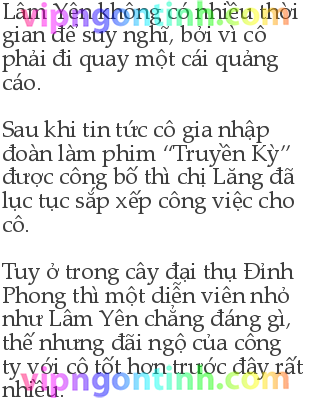 Lâm Yên không có nhiều thời
gian để suy nghĩ, bởi vì cô
phải đi quay một cái quảng
cáo.
Sau khi tin tức cô gia nhập
đoàn làm phim “Truyền Kỳ”
được công bố thì chị Lăng đã
lục tục sắp xếp công việc cho
cô.
Tuy ở trong cây đại thụ Đỉnh
Phong thì một diễn viên nhỏ
như Lâm Yên chẳng đáng gì,
thế nhưng đãi ngộ của công
ty với cô tốt hơn trước đây rất
nhiều.
vipngontinh.com
vipngontinh.com